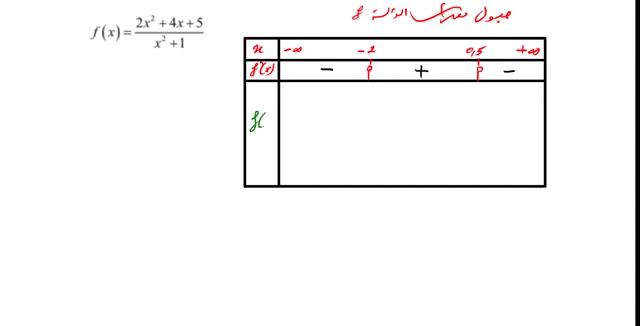 f(x) = (2x² + 4x + 5)/(x² + 1)
جدول تغيرات الدالة f
x −∞ −2 0,5 +∞
f'(x) − 0 + 0 −
f(